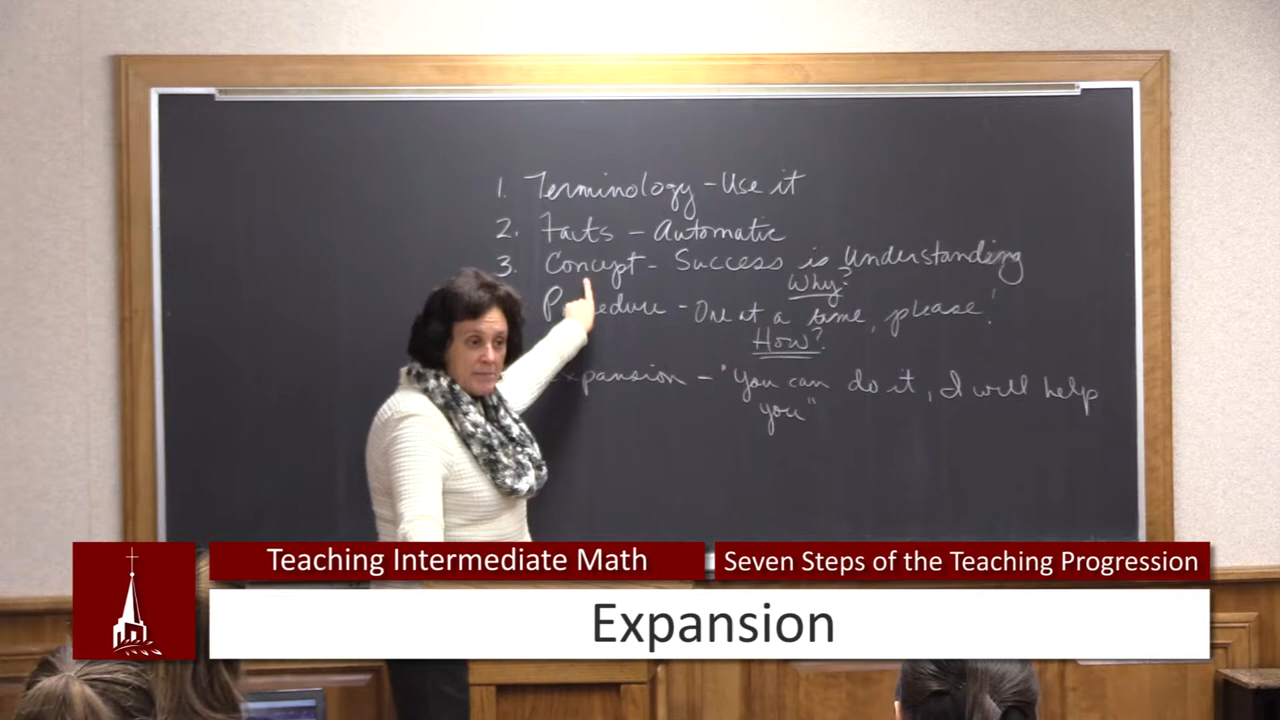 1. Terminology - Use it
2. Facts - Automatic
3. Concept - Success is Understanding
Why?
P edure - One at a time, please!
How?
xpansion - "You can do it, I will help
you"
Teaching Intermediate Math
Seven Steps of the Teaching Progression
Expansion